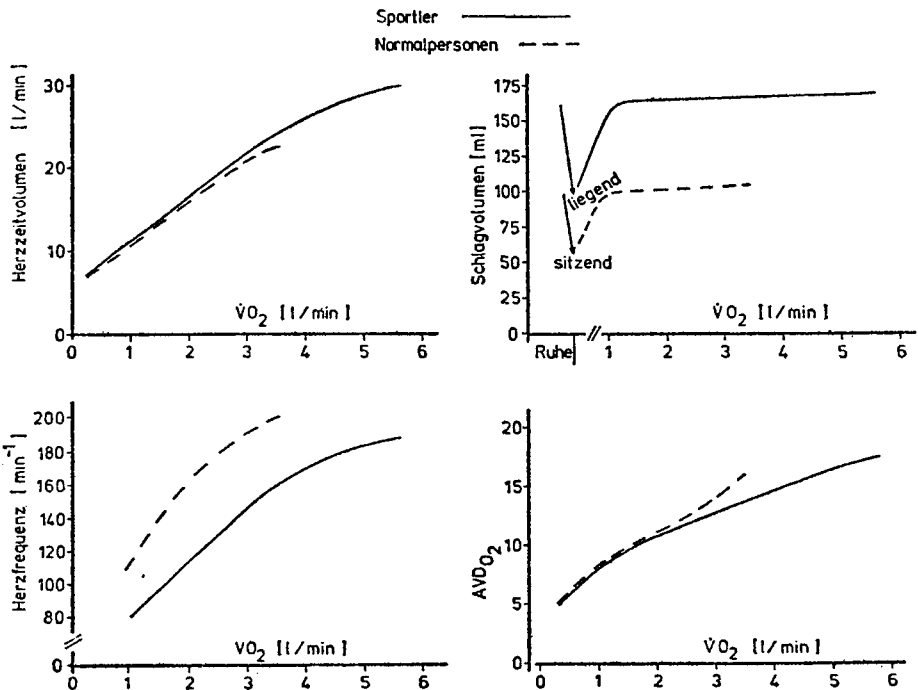 Sportler
Normalpersonen
Herzzeitvolumen [l/min]
30
20
10
0
V̇O2 [l/min]
0 1 2 3 4 5 6
Schlagvolumen [ml]
175
150
125
100
75
50
25
0
liegend
sitzend
V̇O2 [l/min]
Ruhe 1 2 3 4 5 6
Herzfrequenz [min-1]
200
180
160
140
120
100
80
0
VO2 [l/min]
0 1 2 3 4 5 6
AVDO2
20
15
10
5
0
V̇O2 [l/min]
0 1 2 3 4 5 6